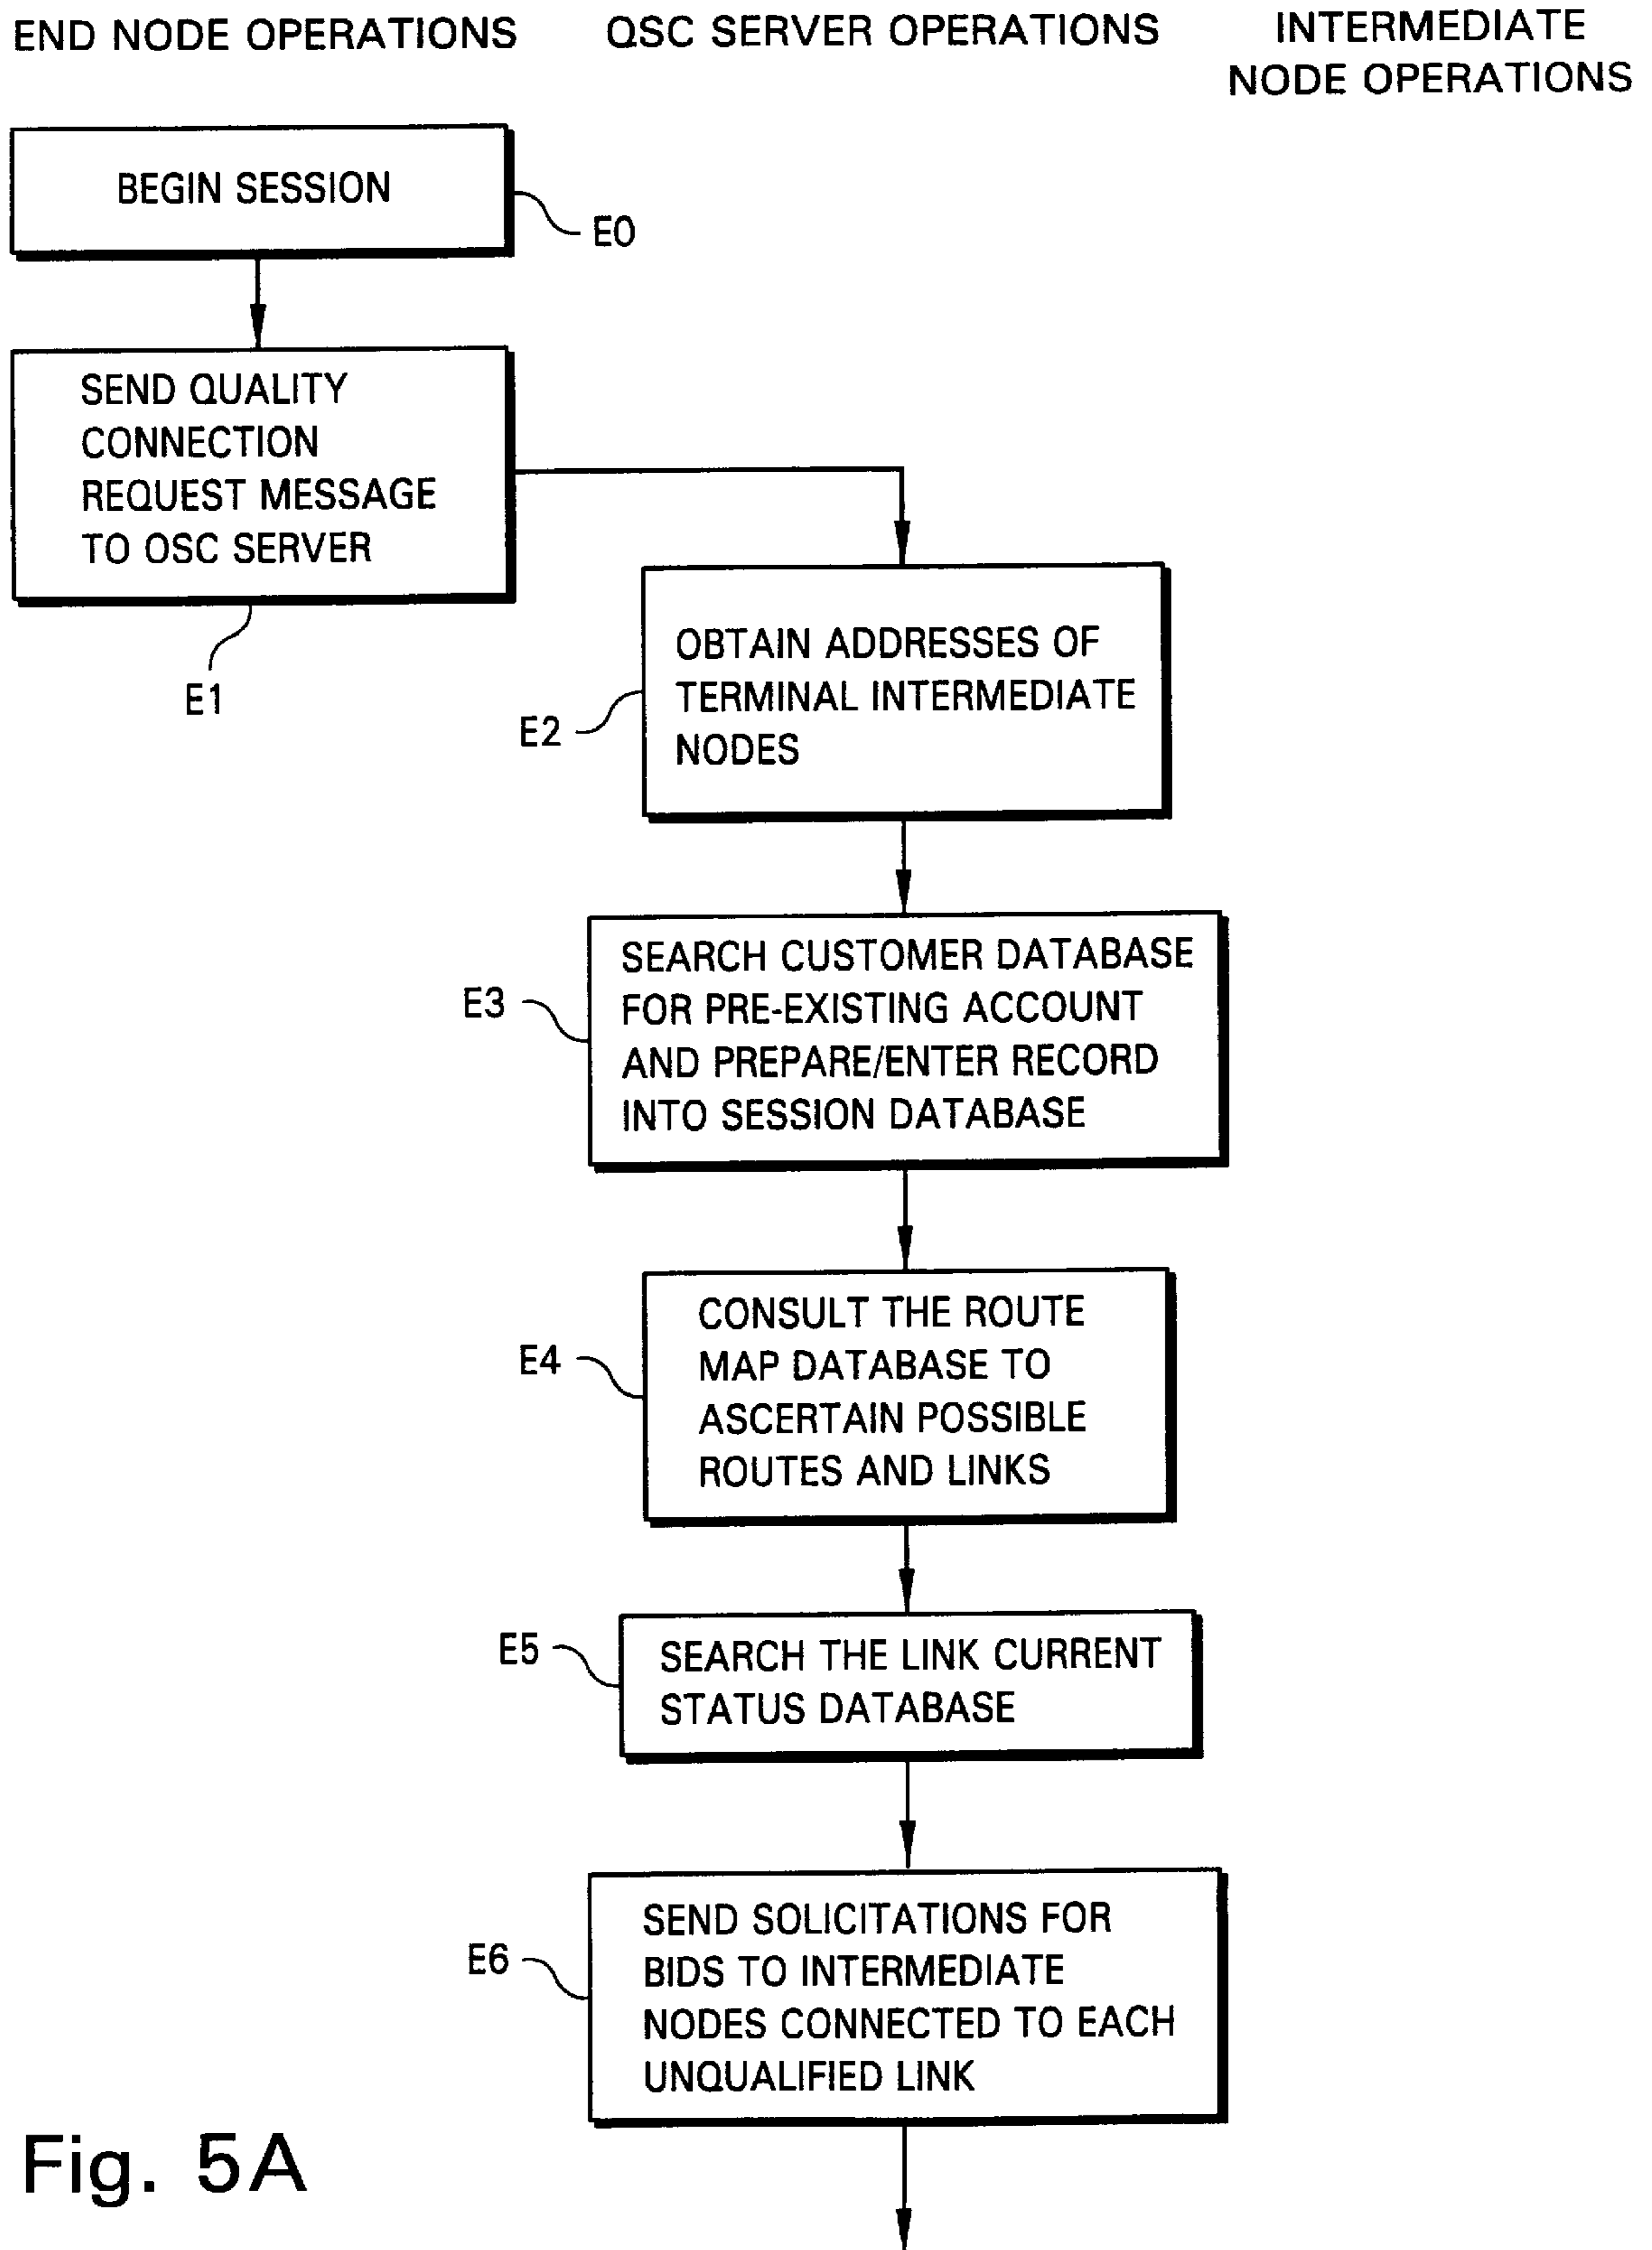 END NODE OPERATIONS
QSC SERVER OPERATIONS
INTERMEDIATE
NODE OPERATIONS
BEGIN SESSION
E0
SEND QUALITY
CONNECTION
REQUEST MESSAGE
TO OSC SERVER
E1
OBTAIN ADDRESSES OF
TERMINAL INTERMEDIATE
NODES
E2
SEARCH CUSTOMER DATABASE
FOR PRE-EXISTING ACCOUNT
AND PREPARE/ENTER RECORD
INTO SESSION DATABASE
E3
CONSULT THE ROUTE
MAP DATABASE TO
ASCERTAIN POSSIBLE
ROUTES AND LINKS
E4
SEARCH THE LINK CURRENT
STATUS DATABASE
E5
SEND SOLICITATIONS FOR
BIDS TO INTERMEDIATE
NODES CONNECTED TO EACH
UNQUALIFIED LINK
E6
Fig. 5A